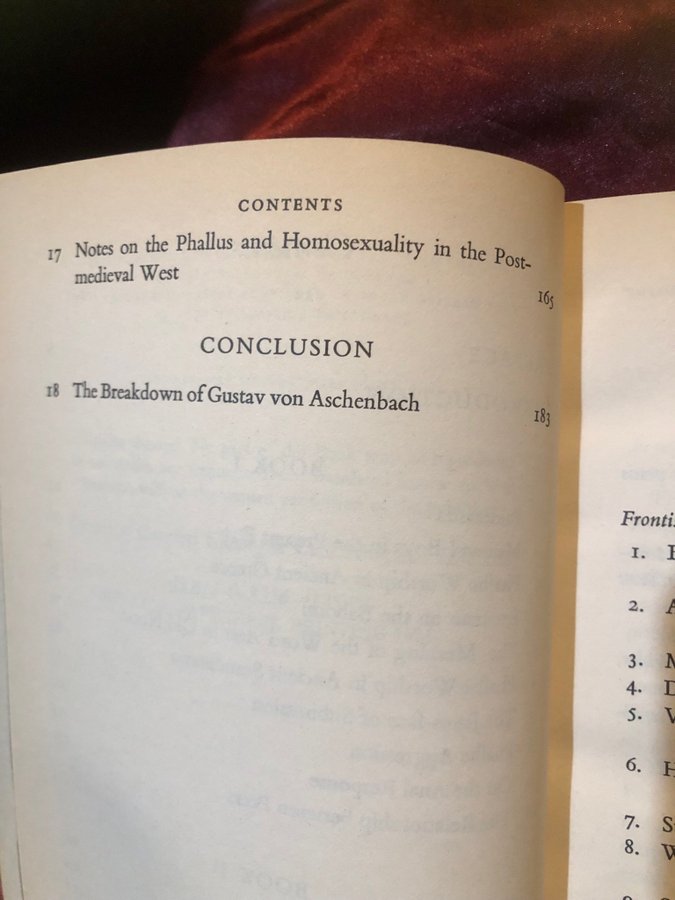 CONTENTS
17 Notes on the Phallus and Homosexuality in the Post-
medieval West
165
CONCLUSION
18 The Breakdown of Gustav von Aschenbach
183
1.
2.
3.
4.
5.
6.
7.
8.